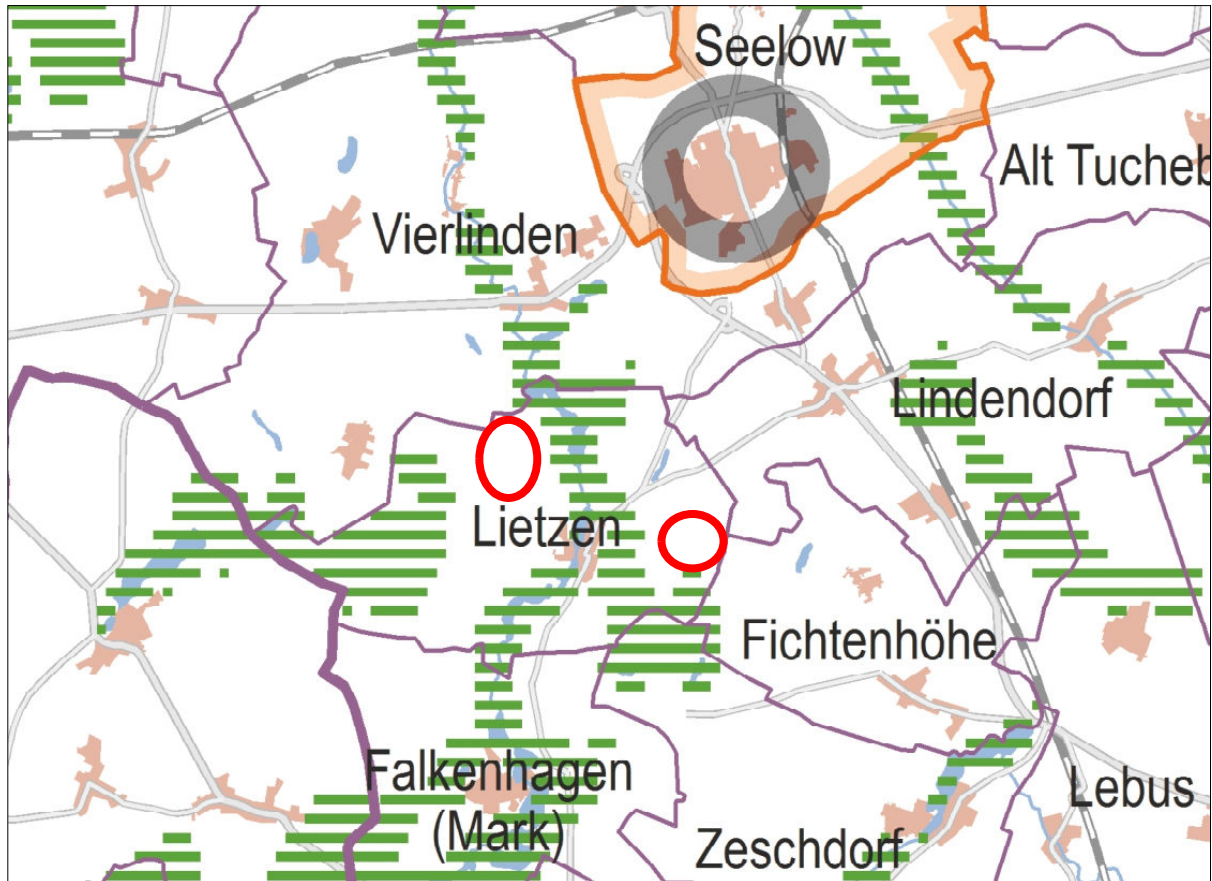 Seelow
Alt Tucheb
Vierlinden
Lindendorf
Lietzen
Fichtenhöhe
Falkenhagen
(Mark)
Lebus
Zeschdorf